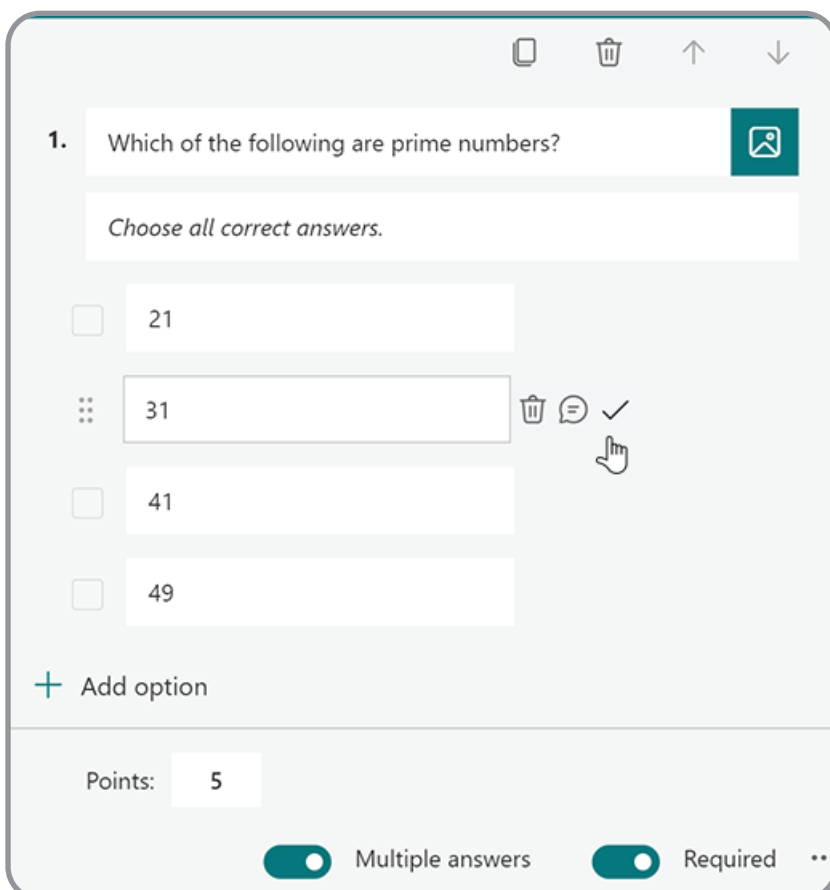 1. Which of the following are prime numbers?
Choose all correct answers.
21
31
41
49
Add option
Points: 5
Multiple answers Required